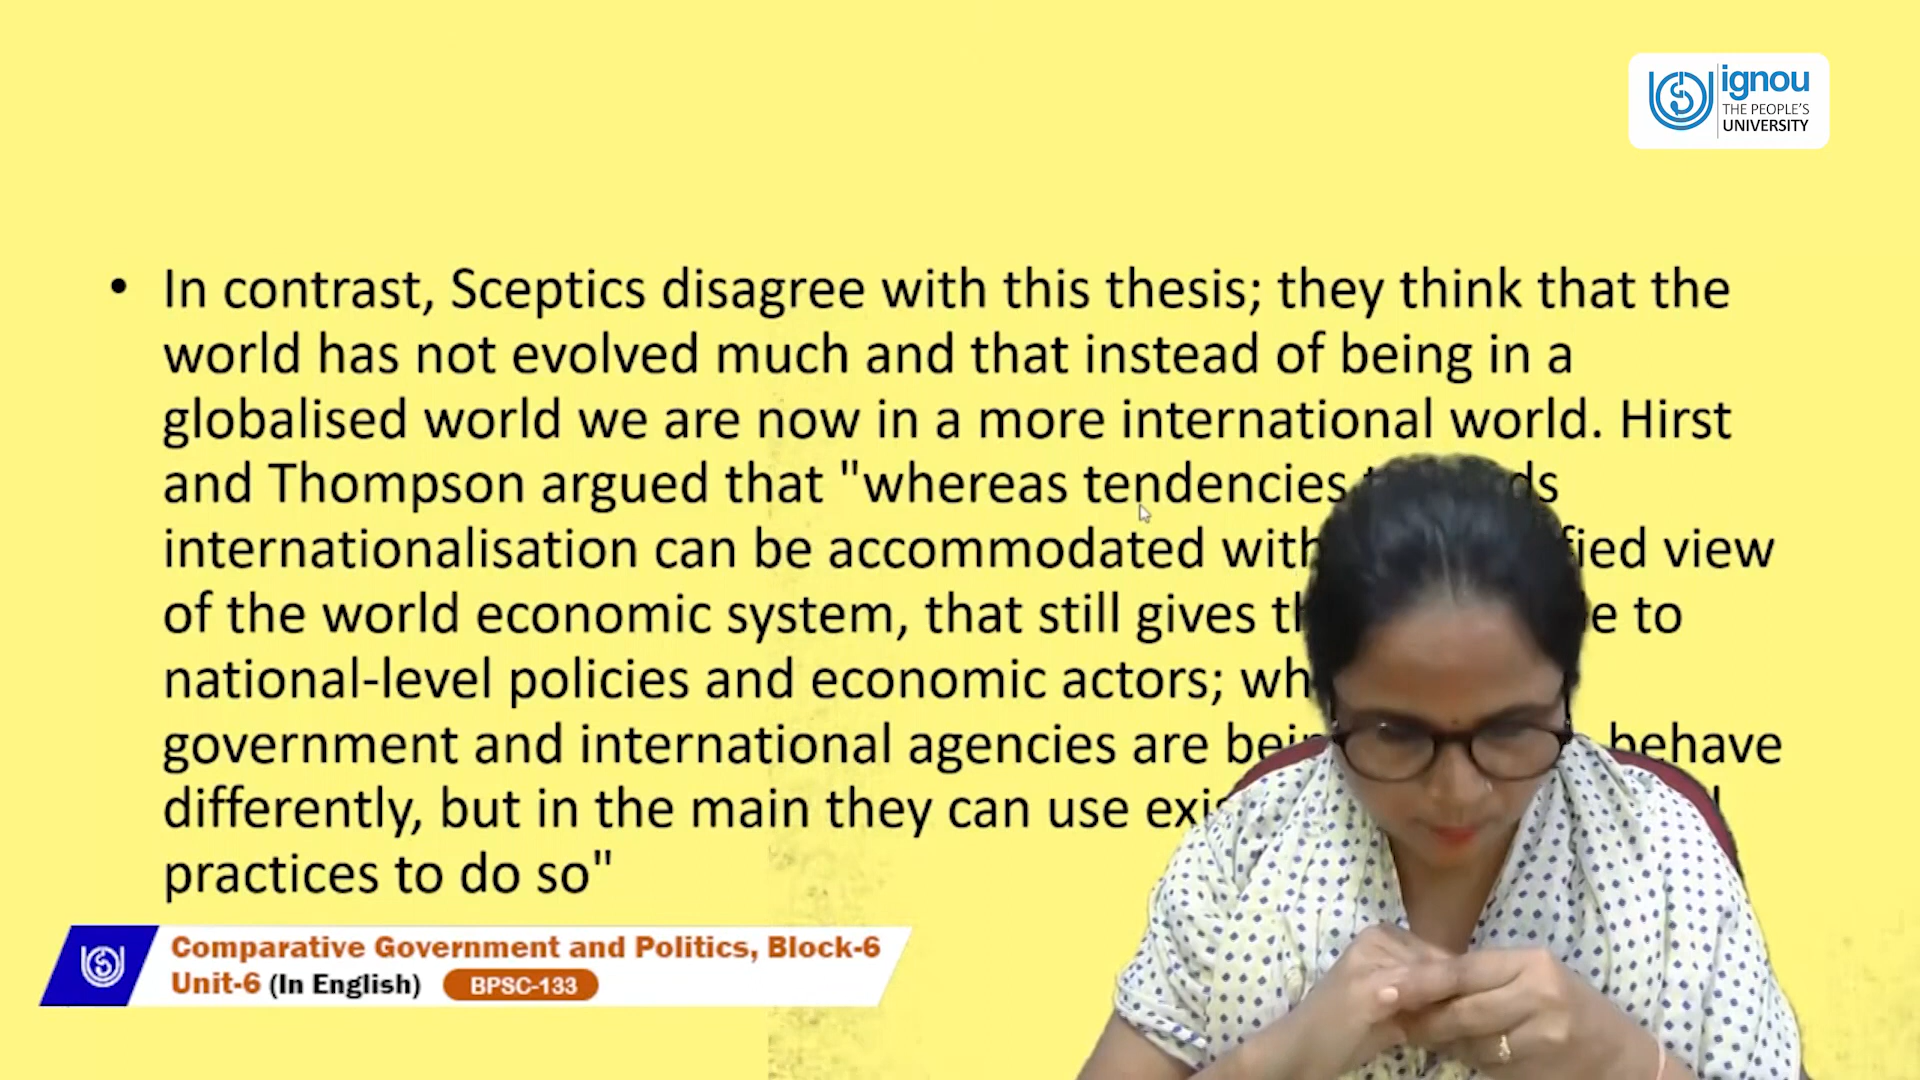 ignou
THE PEOPLE'S
UNIVERSITY
• In contrast, Sceptics disagree with this thesis; they think that the
world has not evolved much and that instead of being in a
globalised world we are now in a more international world. Hirst
and Thompson argued that "whereas tendencies
internationalisation can be accommodated view
of the world economic system, that still gives to
national-level policies and economic actors;
government and international agencies are behave
differently, but in the main they can use
practices to do so"
Comparative Government and Politics, Block-6
Unit-6 (In English) BPSC-133